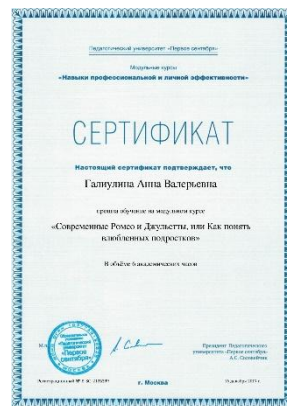 Педагогический университет «Первое сентября»
Модульные курсы
«Навыки профессиональной и личной эффективности»
СЕРТИФИКАТ
Настоящий сертификат подтверждает, что
Галиулина Анна Валерьевна
прошла обучение на модульном курсе
«Современные Ромео и Джульетты, или Как понять
влюбленных подростков»
В объёме 6 академических часов
Президент Педагогического
университета «Первое сентября»
А.С. Соловейчик
«Первое
сентября»
г. Москва